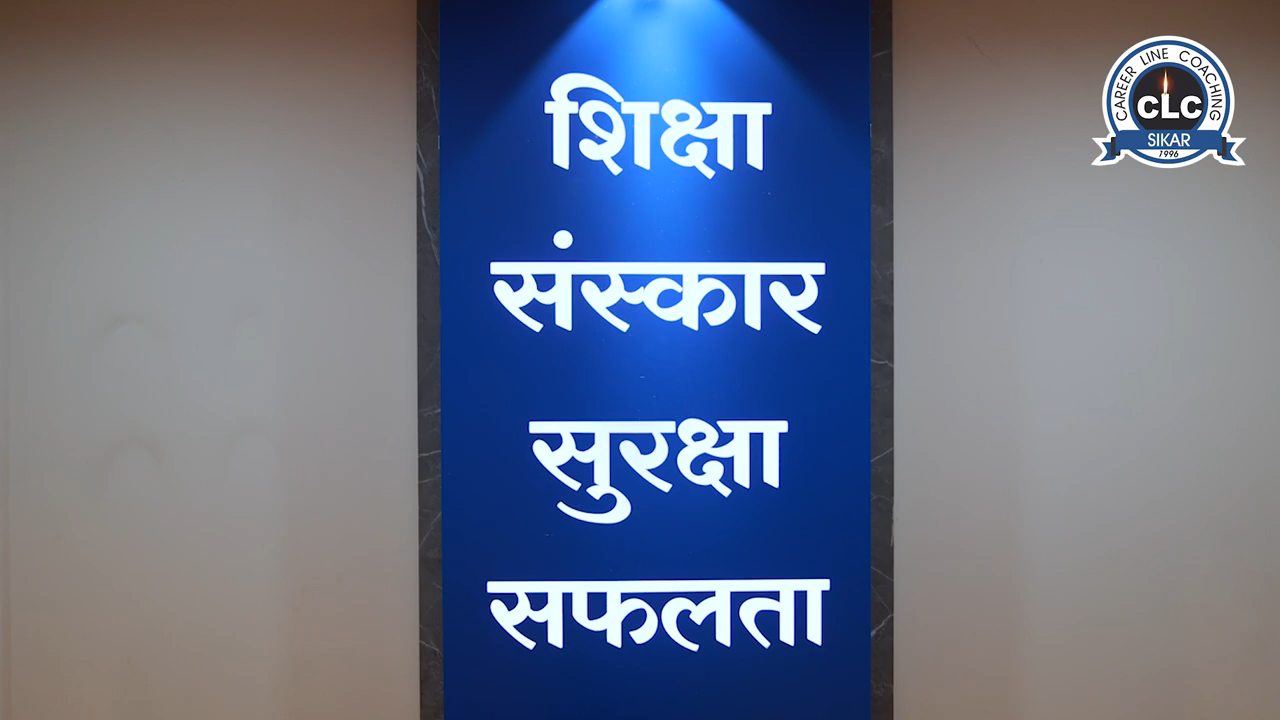 शिक्षा
संस्कार
सुरक्षा
सफलता
CAREER LINE COACHING
CLC
SIKAR
1996